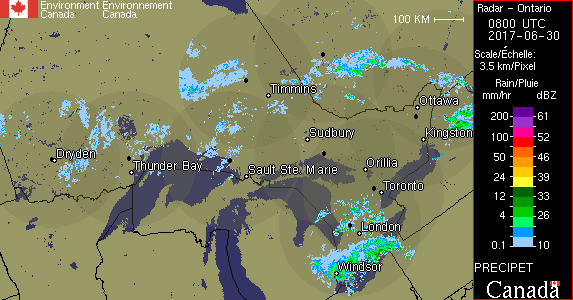 Environment Environnement
Canada Canada
100 KM
Timmins
Ottawa
Sudbury
Kingston
Dryden
Thunder Bay
Sault Ste. Marie
Orillia
Toronto
London
Windsor
Radar - Ontario
0800 UTC
2017-06-30
Scale/Échelle:
3.5 km/Pixel
Rain/Pluie
mm/hr dBZ
200 61
100 52
50 46
24 39
12 33
4 26
0.1 10
PRECIPET
Canada